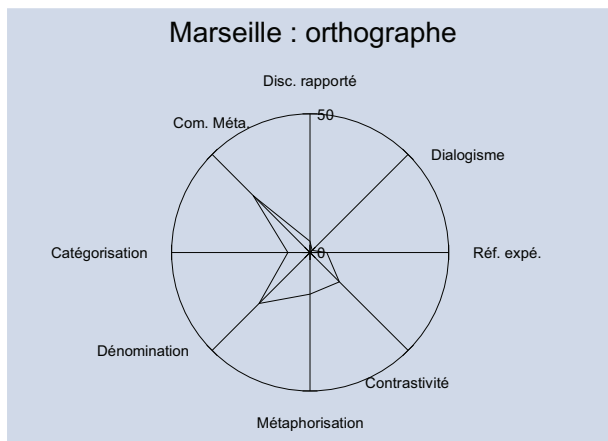 Marseille : orthographe
Disc. rapporté
50
Com. Méta.
Dialogisme
Catégorisation
0
Réf. expé.
Dénomination
Contrastivité
Métaphorisation